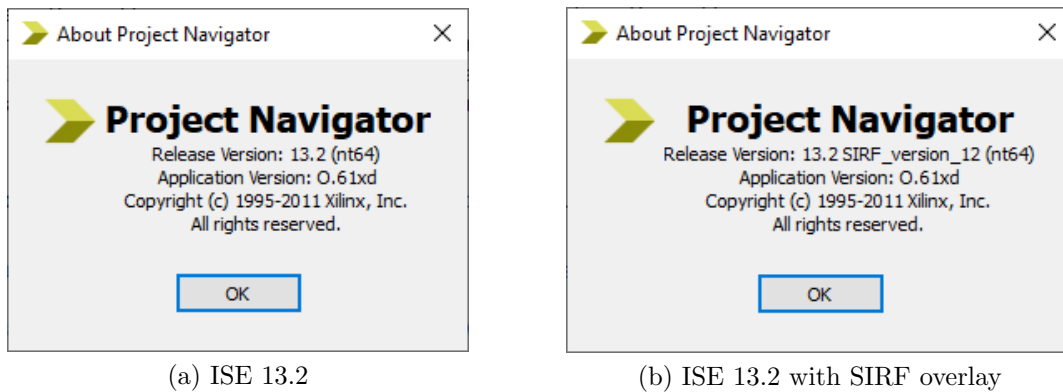 About Project Navigator
Project Navigator
Release Version: 13.2 (nt64)
Application Version: O.61xd
Copyright (c) 1995-2011 Xilinx, Inc.
All rights reserved.
OK
(a) ISE 13.2
About Project Navigator
Project Navigator
Release Version: 13.2 SIRF_version_12 (nt64)
Application Version: O.61xd
Copyright (c) 1995-2011 Xilinx, Inc.
All rights reserved.
OK
(b) ISE 13.2 with SIRF overlay